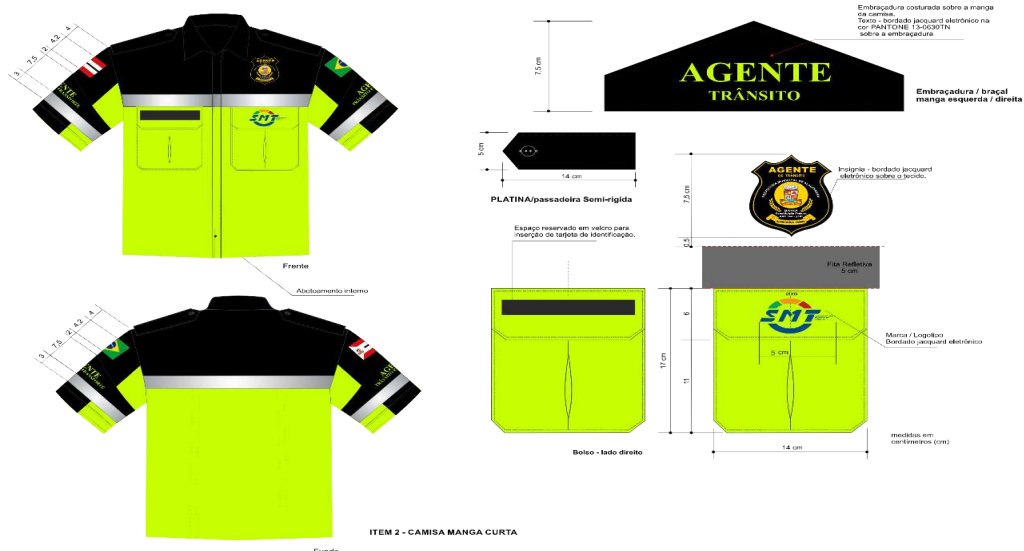 4
4,2
2
7,5
3
SMT
Frente
Abotoamento interno
4
4,2
2
7,5
3
ITEM 2 - CAMISA MANGA CURTA
Embraçadura costurada sobre a manga
da camisa.
Texto - bordado jacquard eletrônico na
cor PANTONE 13-0630TN
sobre a embraçadura
7,5 cm
AGENTE
TRÂNSITO
Embraçadura / braçal
manga esquerda / direita
5 cm
14 cm
PLATINA/passadeira Semi-rigida
7,5 cm
AGENTE
DE TRÂNSITO
Insignia - bordado jacquard
eletrônico sobre o tecido.
0,5
Espaço reservado em velcro para
inserção de tarjeta de identificação.
Fita Refletiva
5 cm
SMT
6
Marca / Logotipo
Bordado jacquard eletrônico
17 cm
11
14 cm
medidas em
centímetros (cm)
Bolso - lado direito